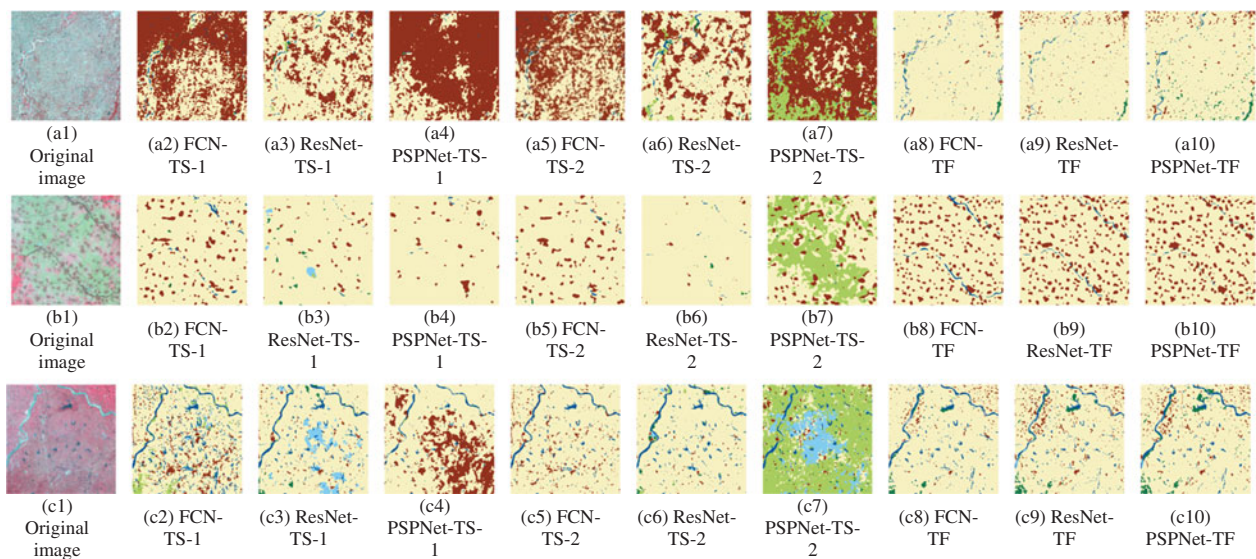 (a1)
Original
image
(a2) FCN-
TS-1
(a3) ResNet-
TS-1
(a4)
PSPNet-TS-
1
(a5) FCN-
TS-2
(a6) ResNet-
TS-2
(a7)
PSPNet-TS-
2
(a8) FCN-
TF
(a9) ResNet-
TF
(a10)
PSPNet-TF
(b1)
Original
image
(b2) FCN-
TS-1
(b3)
ResNet-TS-
1
(b4)
PSPNet-TS-
1
(b5) FCN-
TS-2
(b6)
ResNet-TS-
2
(b7)
PSPNet-TS-
2
(b8) FCN-
TF
(b9)
ResNet-TF
(b10)
PSPNet-TF
(c1)
Original
image
(c2) FCN-
TS-1
(c3) ResNet-
TS-1
(c4)
PSPNet-TS-
1
(c5) FCN-
TS-2
(c6) ResNet-
TS-2
(c7)
PSPNet-TS-
2
(c8) FCN-
TF
(c9) ResNet-
TF
(c10)
PSPNet-TF